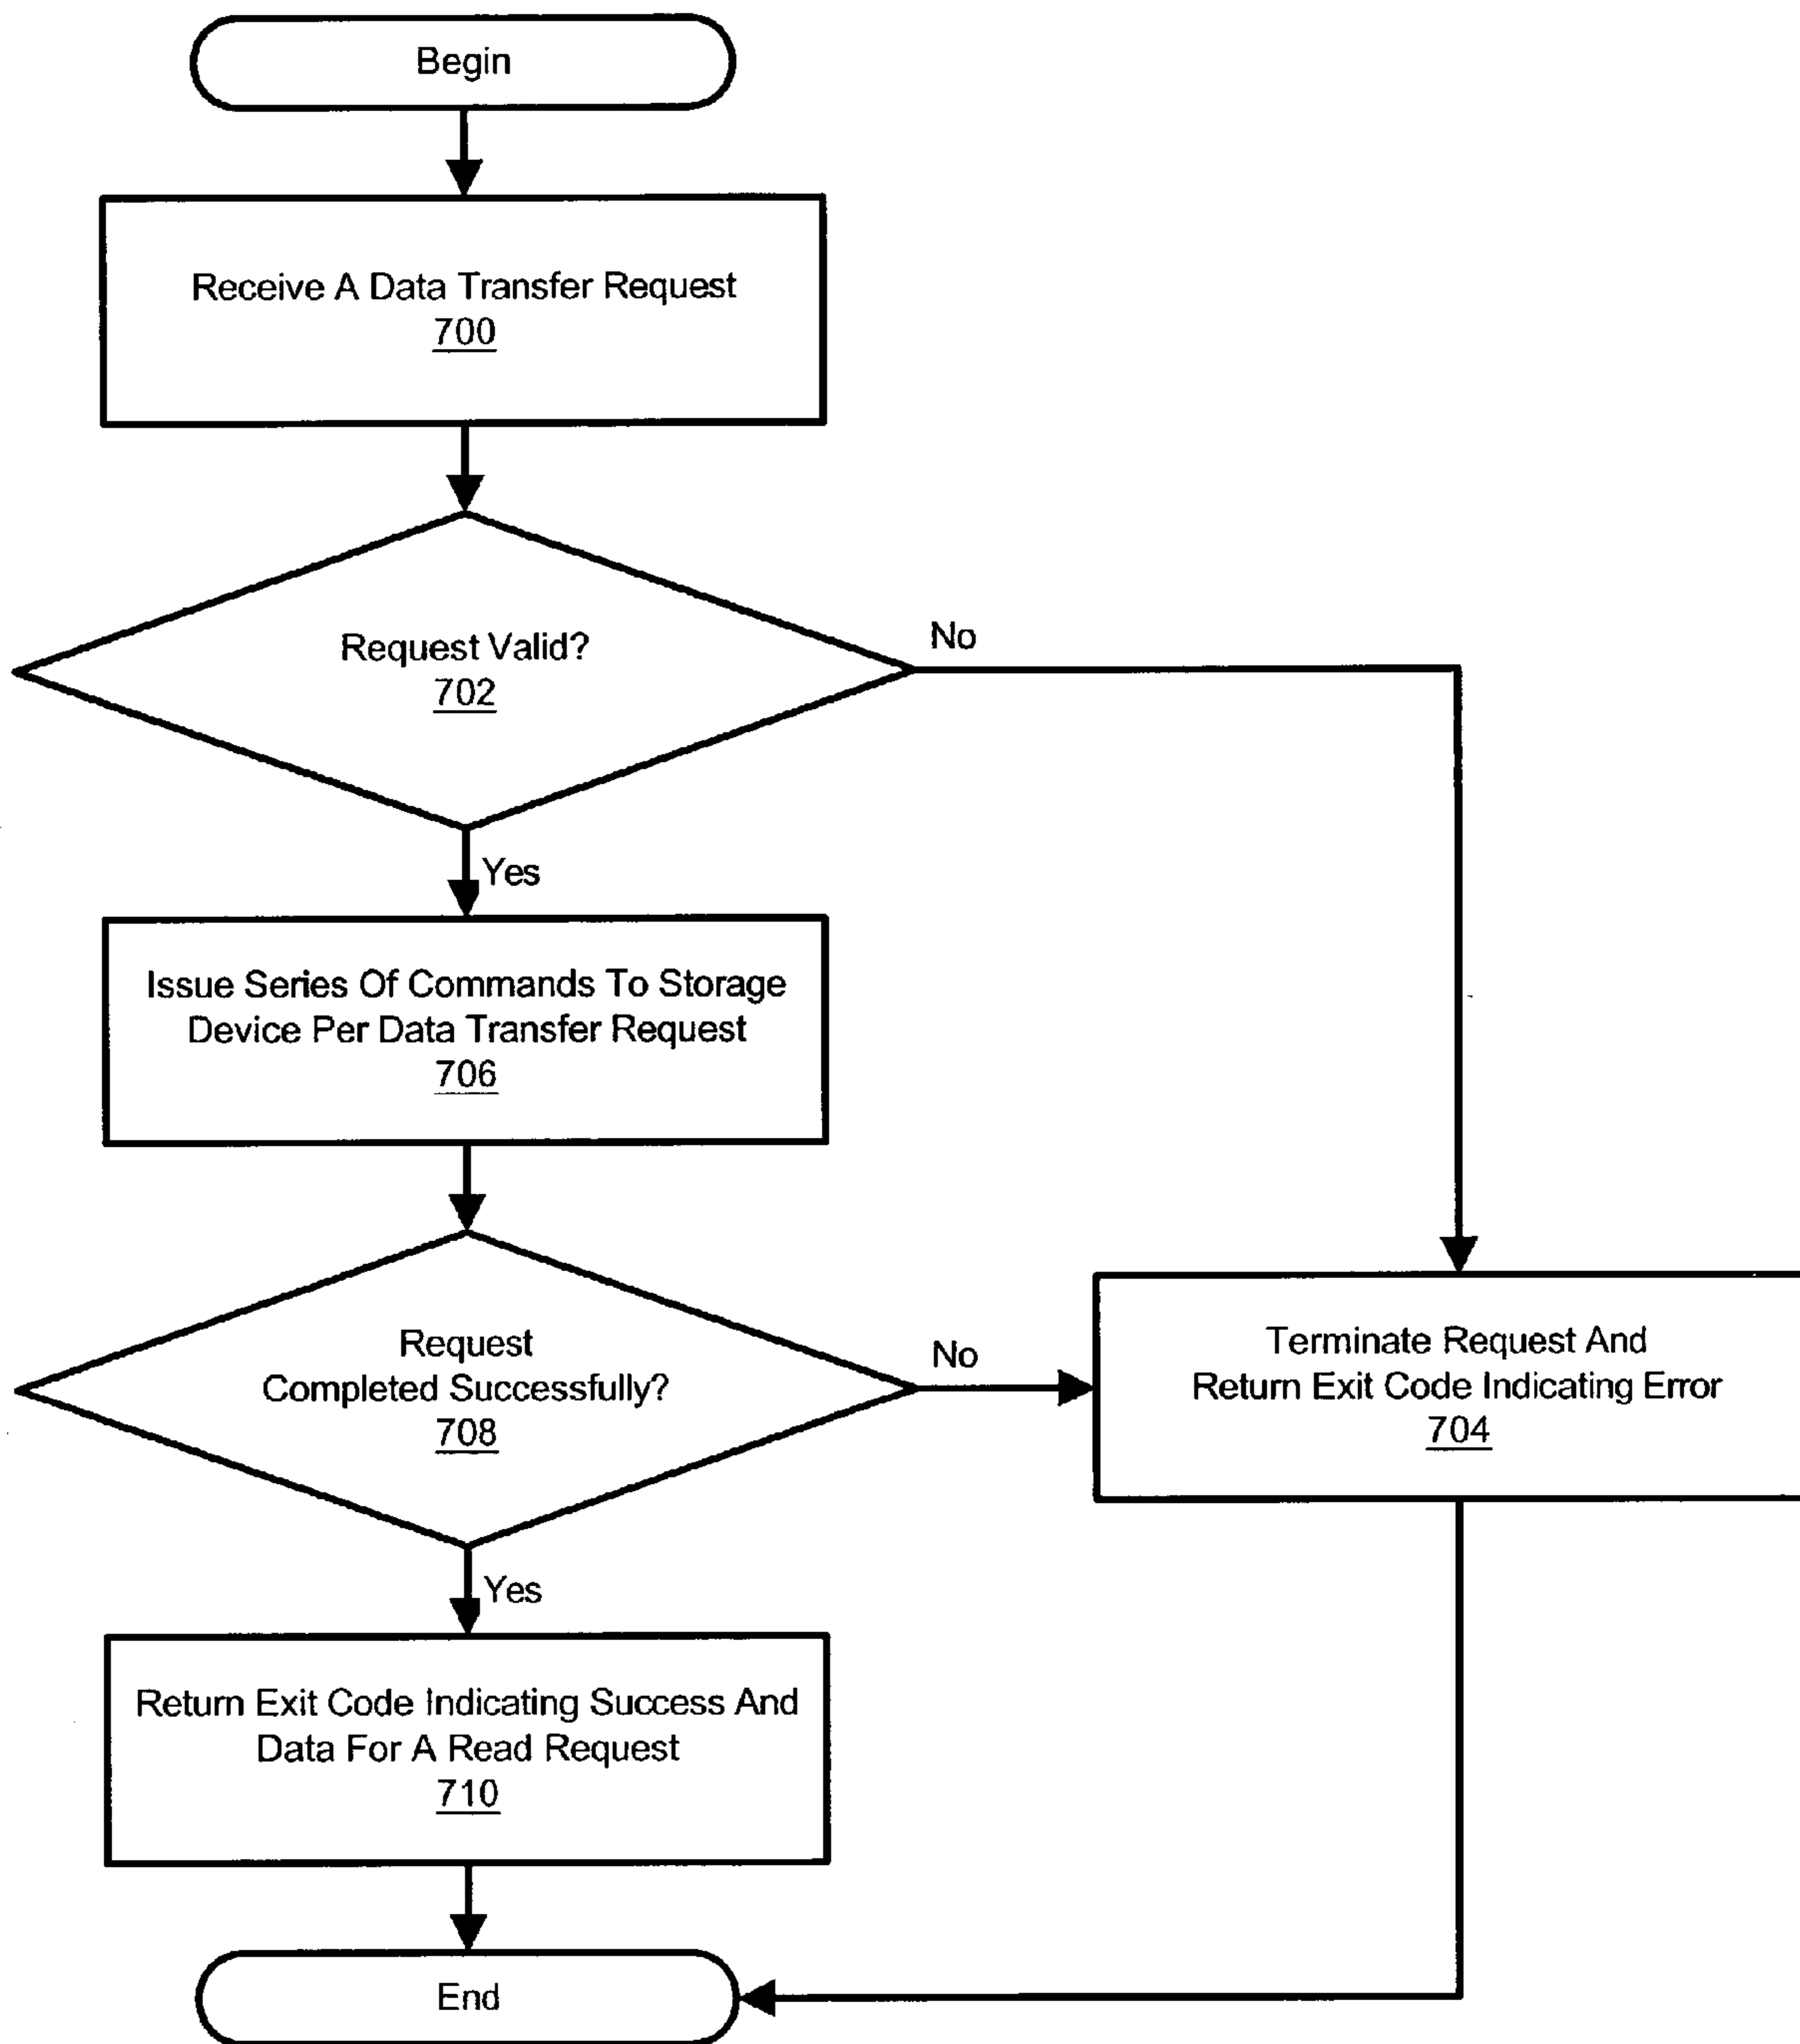 Begin
Receive A Data Transfer Request
700
Request Valid?
702
No
Yes
Issue Series Of Commands To Storage
Device Per Data Transfer Request
706
Request
Completed Successfully?
708
No
Terminate Request And
Return Exit Code Indicating Error
704
Yes
Return Exit Code Indicating Success And
Data For A Read Request
710
End